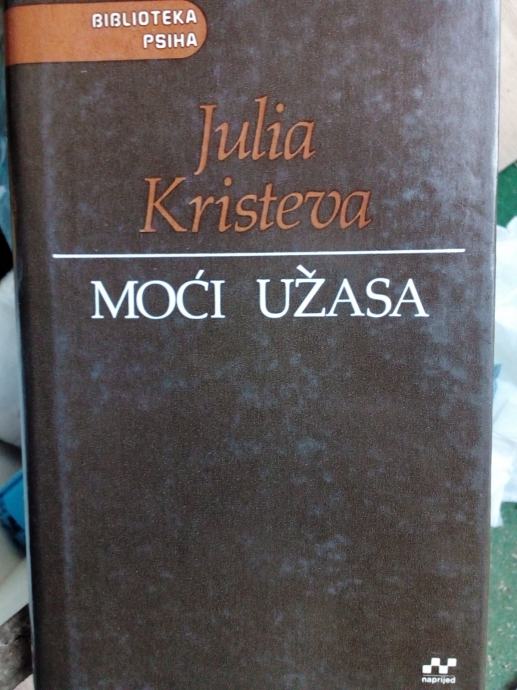 BIBLIOTEKA
PSIHA
Julia
Kristeva
MOĆI UŽASA
naprijed